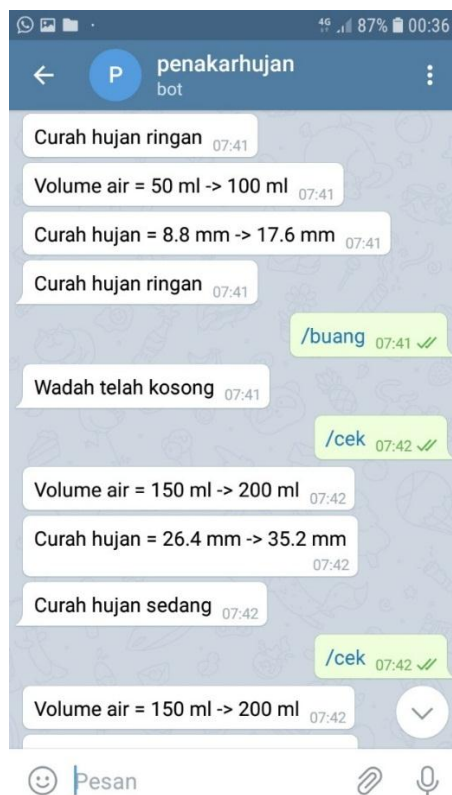 4G 87% 00:36
P penakarhujan
bot
Curah hujan ringan 07:41
Volume air = 50 ml -> 100 ml 07:41
Curah hujan = 8.8 mm -> 17.6 mm 07:41
Curah hujan ringan 07:41
/buang 07:41
Wadah telah kosong 07:41
/cek 07:42
Volume air = 150 ml -> 200 ml 07:42
Curah hujan = 26.4 mm -> 35.2 mm
07:42
Curah hujan sedang 07:42
/cek 07:42
Volume air = 150 ml -> 200 ml 07:42
Pesan